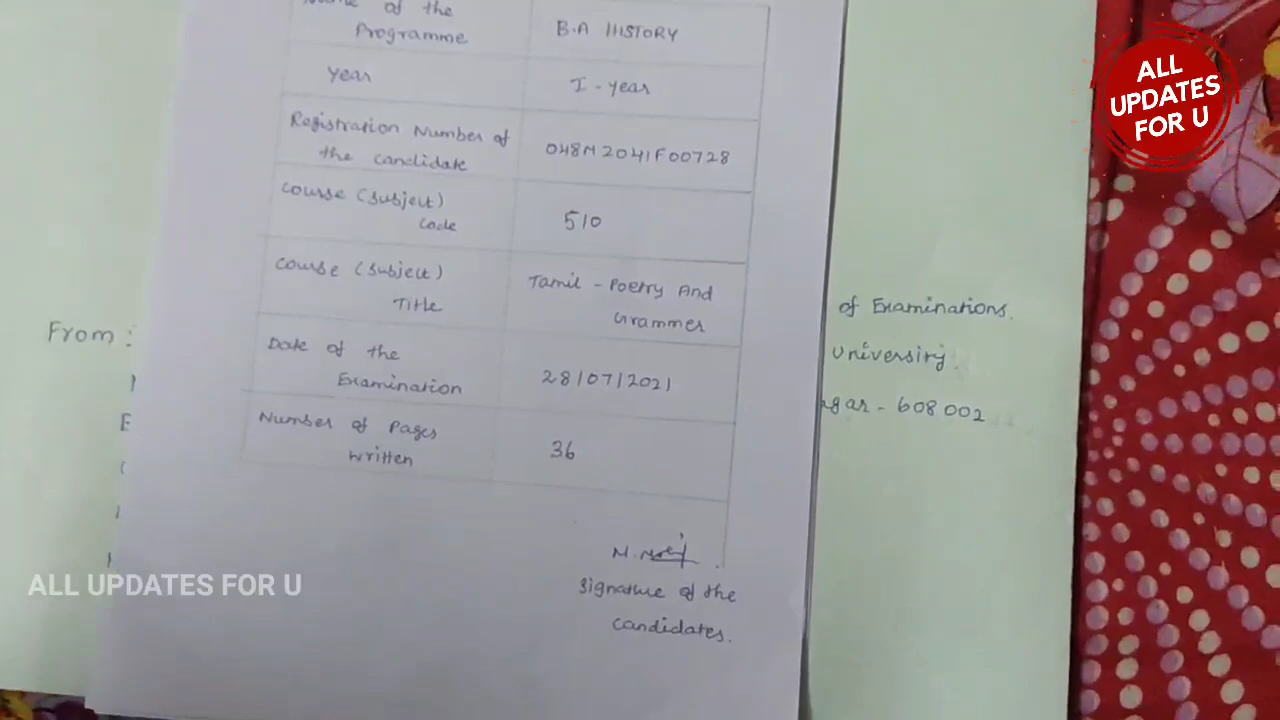 Name of the
Programme
B.A HISTORY
Year
I - year
Registration Number of
the candidate
048M2041F00728
Course (Subject)
Code
510
Course (Subject)
Title
Tamil - Poetry And
Grammer
Date of the
Examination
28/07/2021
Number of Pages
written
36
Signature of the
candidates.
From :
of Examinations.
University.
608 002
ALL
UPDATES
FOR U
ALL UPDATES FOR U